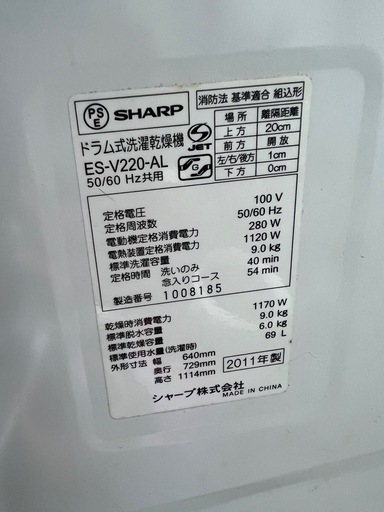 PS
E
SHARP
ドラム式洗濯乾燥機
ES-V220-AL
50/60 Hz共用
S
JET
S
G
消防法 基準適合 組込形
場所 離隔距離
上方 20cm
前方 開放
左/右/後方 1cm
下方 0cm
定格電圧 100 V
定格周波数 50/60 Hz
電動機定格消費電力 280 W
電熱装置定格消費電力 1120 W
標準洗濯容量 9.0 kg
定格時間 洗いのみ 40 min
念入りコース 54 min
製造番号 1008185
乾燥時消費電力 1170 W
標準脱水容量 9.0 kg
標準乾燥容量 6.0 kg
標準使用水量(洗濯時) 69 L
外形寸法 幅 640mm
奥行 729mm
高さ 1114mm
2011年製
シャープ株式会社
MADE IN CHINA